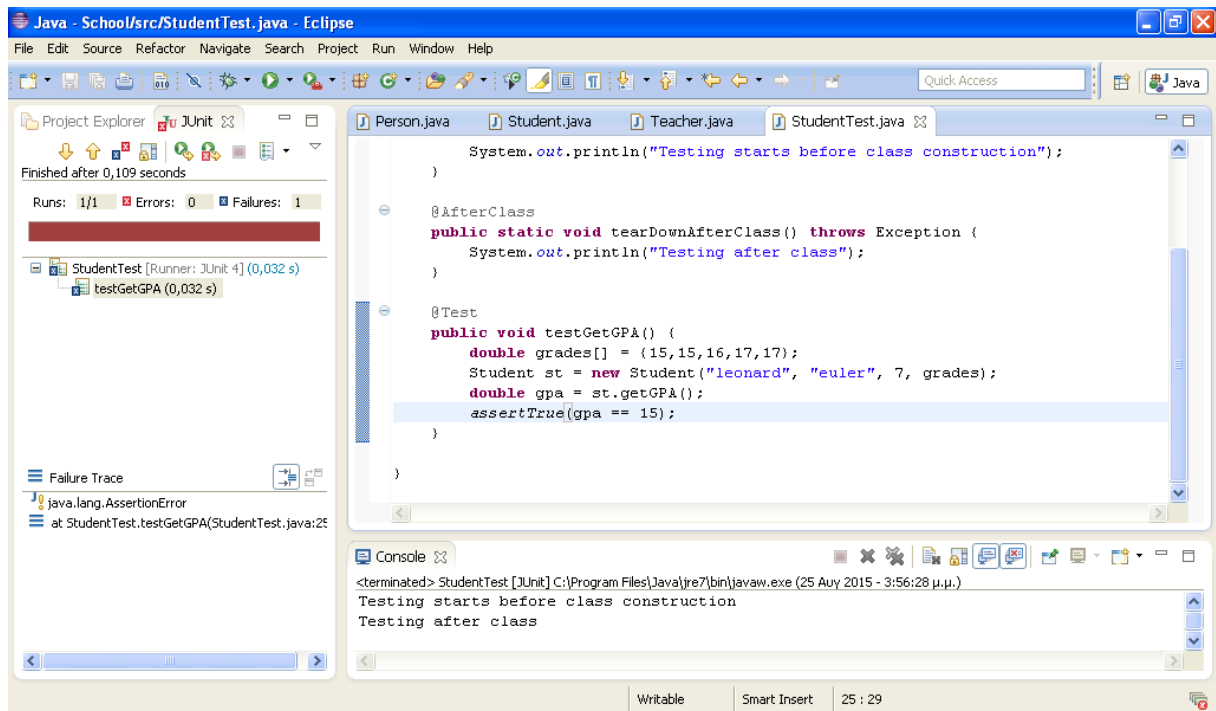 Java - School/src/StudentTest.java - Eclipse
File Edit Source Refactor Navigate Search Project Run Window Help
Quick Access
Java
Project Explorer JUnit
Finished after 0,109 seconds
Runs: 1/1 Errors: 0 Failures: 1
StudentTest [Runner: JUnit 4] (0,032 s)
testGetGPA (0,032 s)
Failure Trace
java.lang.AssertionError
at StudentTest.testGetGPA(StudentTest.java:25
Person.java Student.java Teacher.java StudentTest.java
System.out.println("Testing starts before class construction");
}
@AfterClass
public static void tearDownAfterClass() throws Exception {
System.out.println("Testing after class");
}
@Test
public void testGetGPA() {
double grades[] = {15,15,16,17,17};
Student st = new Student("leonard", "euler", 7, grades);
double gpa = st.getGPA();
assertTrue(gpa == 15);
}
}
Console
<terminated> StudentTest [JUnit] C:\Program Files\Java\jre7\bin\javaw.exe (25 Αυγ 2015 - 3:56:28 μ.μ.)
Testing starts before class construction
Testing after class
Writable Smart Insert 25 : 29